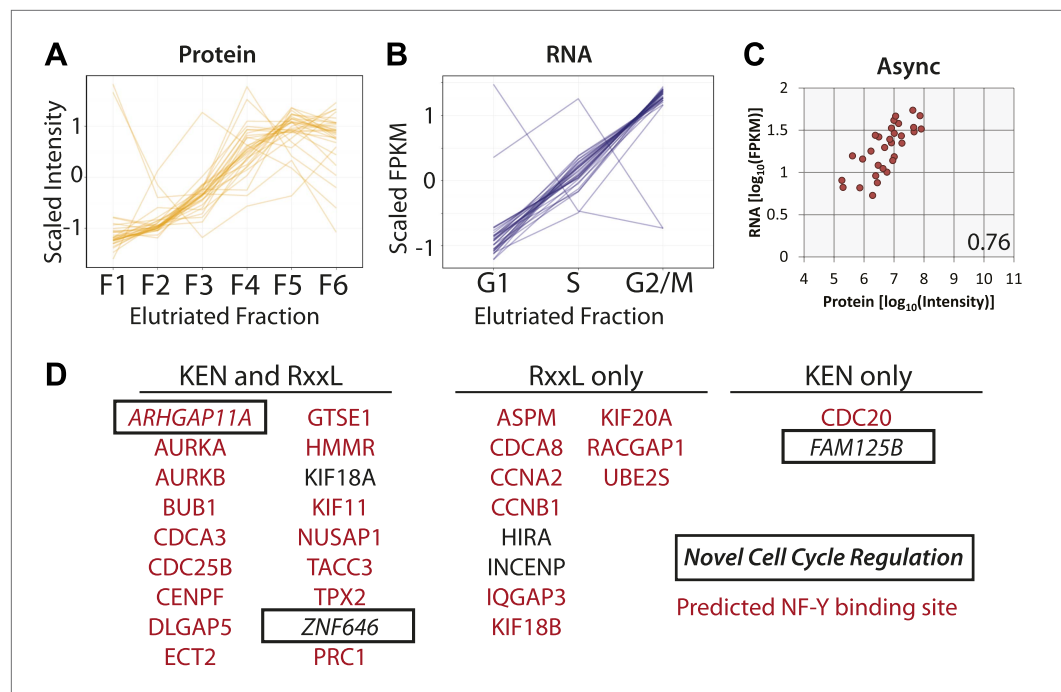 A
Protein
Scaled Intensity
1
0
-1
F1 F2 F3 F4 F5 F6
Elutriated Fraction
B
RNA
Scaled FPKM
1
0
-1
G1 S G2/M
Elutriated Fraction
C
Async
RNA [log10(FPKM)]
2
1.5
1
0.5
0
0.76
4 5 6 7 8 9 10 11
Protein [log10(Intensity)]
D
KEN and RxxL
ARHGAP11A GTSE1
AURKA HMMR
AURKB KIF18A
BUB1 KIF11
CDCA3 NUSAP1
CDC25B TACC3
CENPF TPX2
DLGAP5 ZNF646
ECT2 PRC1
RxxL only
ASPM KIF20A
CDCA8 RACGAP1
CCNA2 UBE2S
CCNB1
HIRA
INCENP
IQGAP3
KIF18B
KEN only
CDC20
FAM125B
Novel Cell Cycle Regulation
Predicted NF-Y binding site